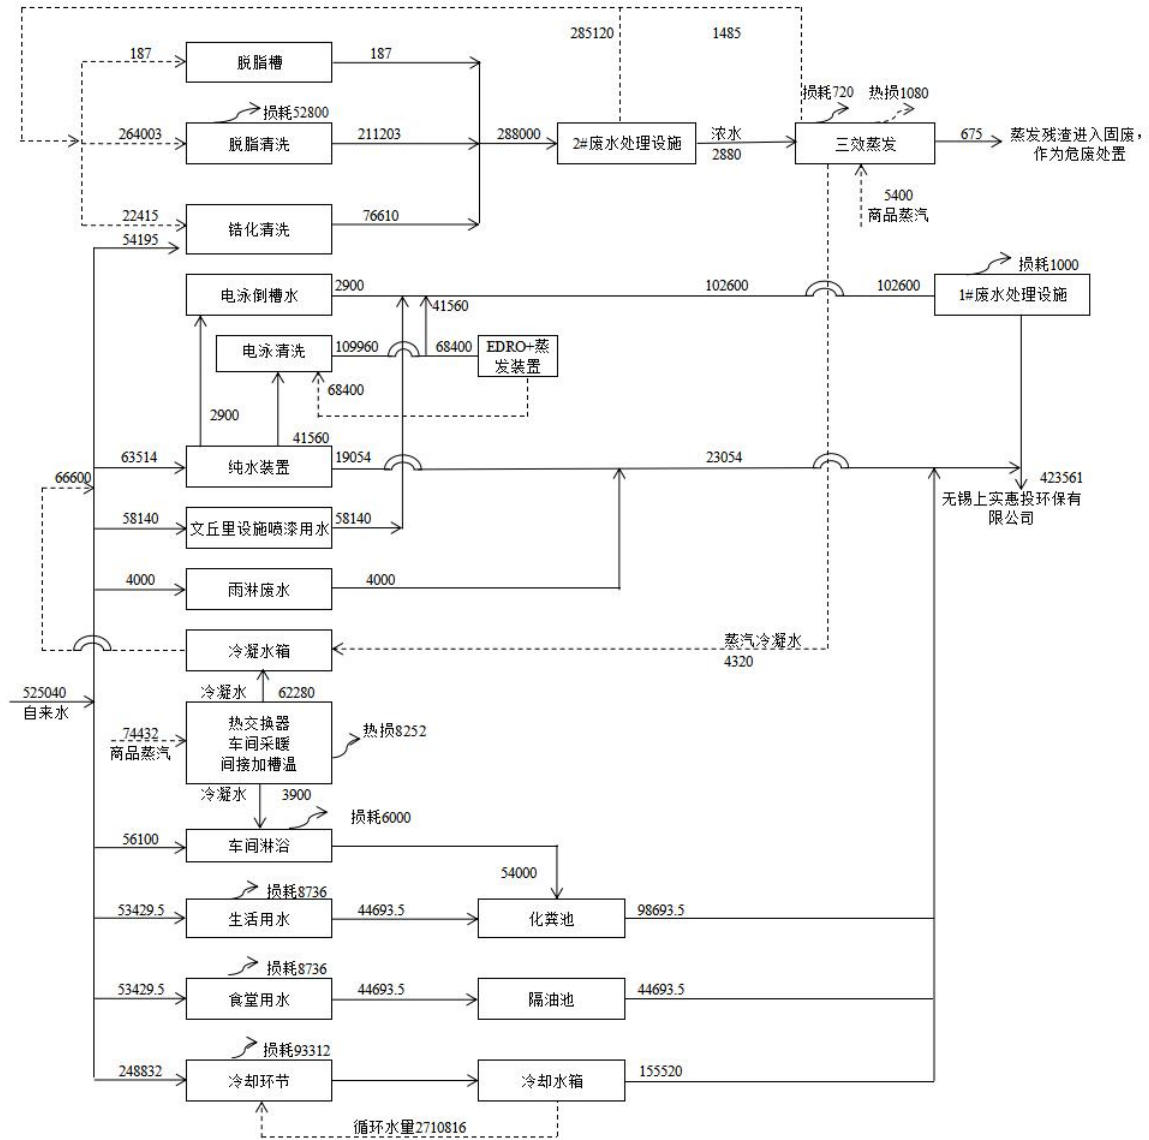 285120
1485
187
脱脂槽
187
损耗720
热损1080
损耗52800
264003
脱脂清洗
211203
288000
2#废水处理设施
浓水
2880
三效蒸发
675
蒸发残渣进入固废，
作为危废处置
5400
商品蒸汽
22415
锆化清洗
76610
54195
损耗1000
电泳倒槽水
2900
102600
102600
1#废水处理设施
41560
电泳清洗
109960
68400
EDRO+蒸
发装置
68400
2900
41560
63514
纯水装置
19054
23054
66600
423561
无锡上实惠投环保有
限公司
58140
文丘里设施喷漆用水
58140
4000
雨淋废水
4000
冷凝水箱
蒸汽冷凝水
4320
525040
自来水
冷凝水
62280
74432
商品蒸汽
热交换器
车间采暖
间接加槽温
热损8252
冷凝水
3900
损耗6000
56100
车间淋浴
54000
损耗8736
53429.5
生活用水
44693.5
化粪池
98693.5
损耗8736
53429.5
食堂用水
44693.5
隔油池
44693.5
损耗93312
248832
冷却环节
冷却水箱
155520
循环水量2710816